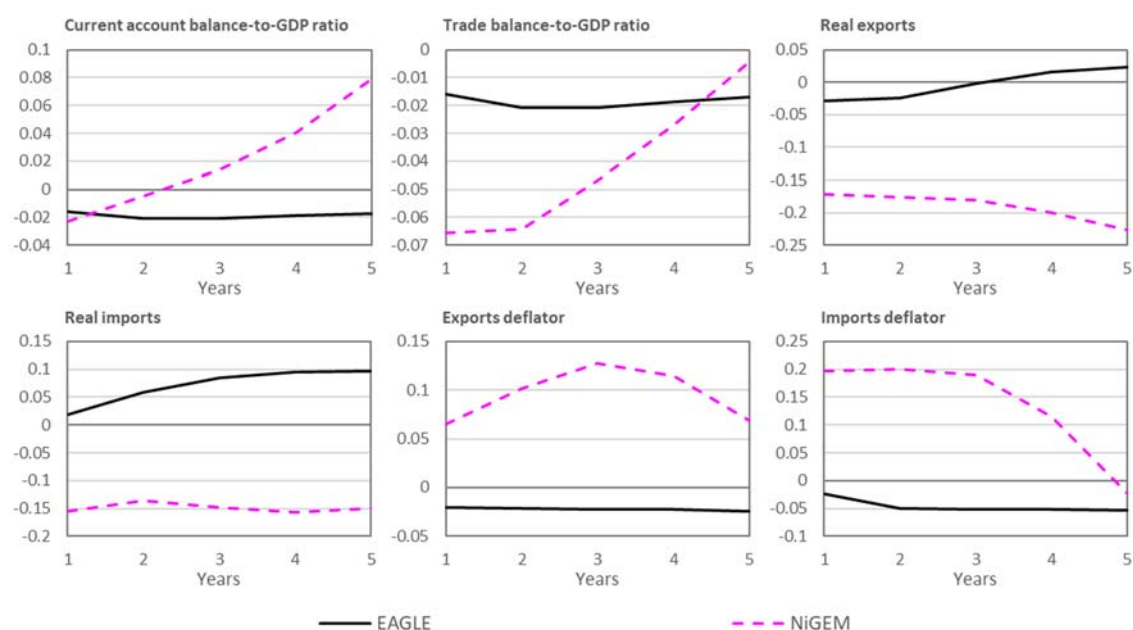 Current account balance-to-GDP ratio
0.1
0.08
0.06
0.04
0.02
0
-0.02
-0.04
1 2 3 4 5
Years
Trade balance-to-GDP ratio
0
-0.01
-0.02
-0.03
-0.04
-0.05
-0.06
-0.07
1 2 3 4 5
Years
Real exports
0.05
0
-0.05
-0.1
-0.15
-0.2
-0.25
1 2 3 4 5
Years
Real imports
0.15
0.1
0.05
0
-0.05
-0.1
-0.15
-0.2
1 2 3 4 5
Years
Exports deflator
0.15
0.1
0.05
0
-0.05
1 2 3 4 5
Years
Imports deflator
0.25
0.2
0.15
0.1
0.05
0
-0.05
-0.1
1 2 3 4 5
Years
EAGLE NiGEM